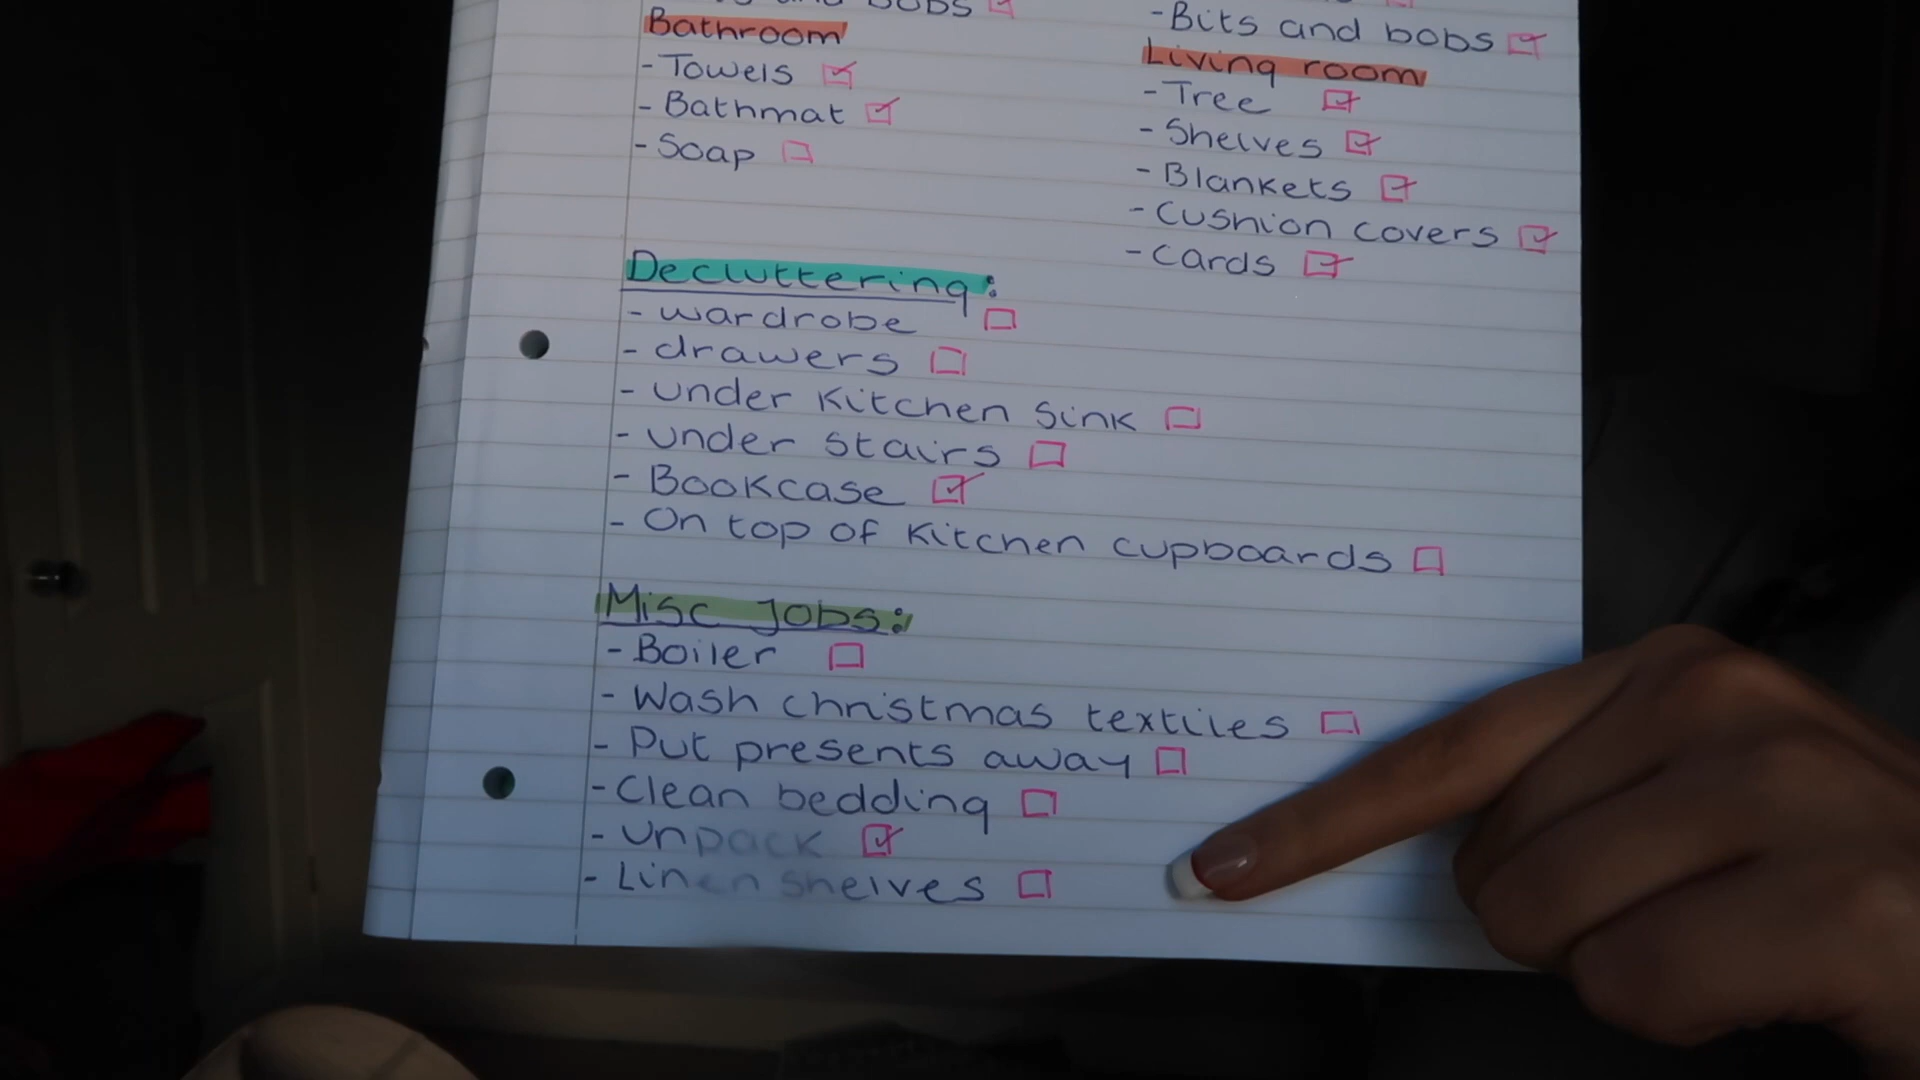 Bathroom
- Towels
- Bathmat
- Soap
- Bits and bobs
Living room
- Tree
- Shelves
- Blankets
- Cushion covers
- Cards
Decluttering:
- wardrobe
- drawers
- under kitchen sink
- under stairs
- Bookcase
- On top of kitchen cupboards
Misc Jobs:
- Boiler
- Wash christmas textiles
- Put presents away
- Clean bedding
- Unpack
- Linen shelves